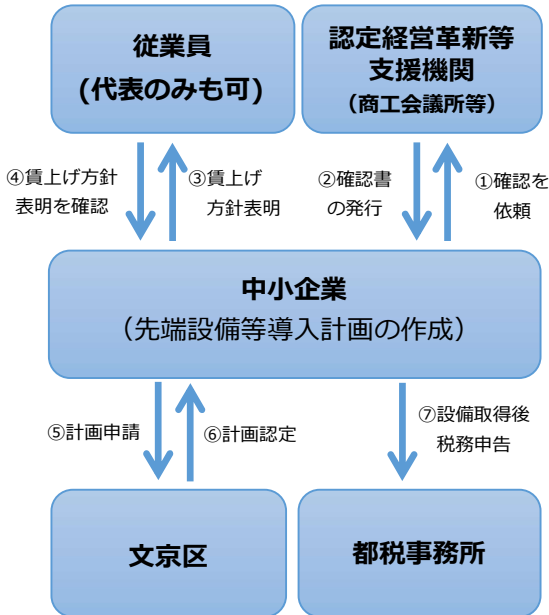 従業員
(代表のみも可)
認定経営革新等
支援機関
（商工会議所等）
④賃上げ方針
表明を確認
③賃上げ
方針表明
②確認書
の発行
①確認を
依頼
中小企業
（先端設備等導入計画の作成）
⑤計画申請
⑥計画認定
⑦設備取得後
税務申告
文京区
都税事務所